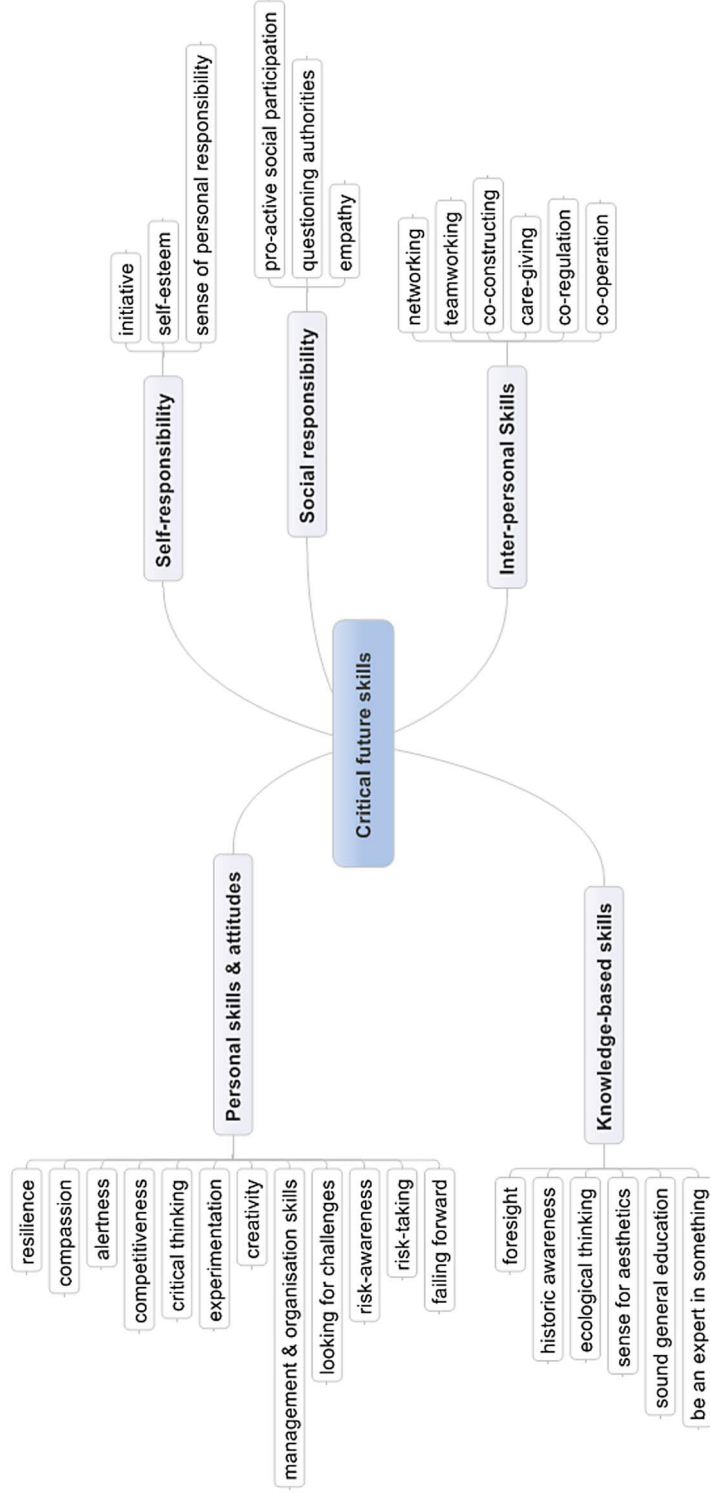 Critical future skills
Personal skills & attitudes
resilience
compassion
alertness
competitiveness
critical thinking
experimentation
creativity
management & organisation skills
looking for challenges
risk-awareness
risk-taking
failing forward
Knowledge-based skills
foresight
historic awareness
ecological thinking
sense for aesthetics
sound general education
be an expert in something
Self-responsibility
initiative
self-esteem
sense of personal responsibility
Social responsibility
pro-active social participation
questioning authorities
empathy
Inter-personal Skills
networking
teamworking
co-constructing
care-giving
co-regulation
co-operation